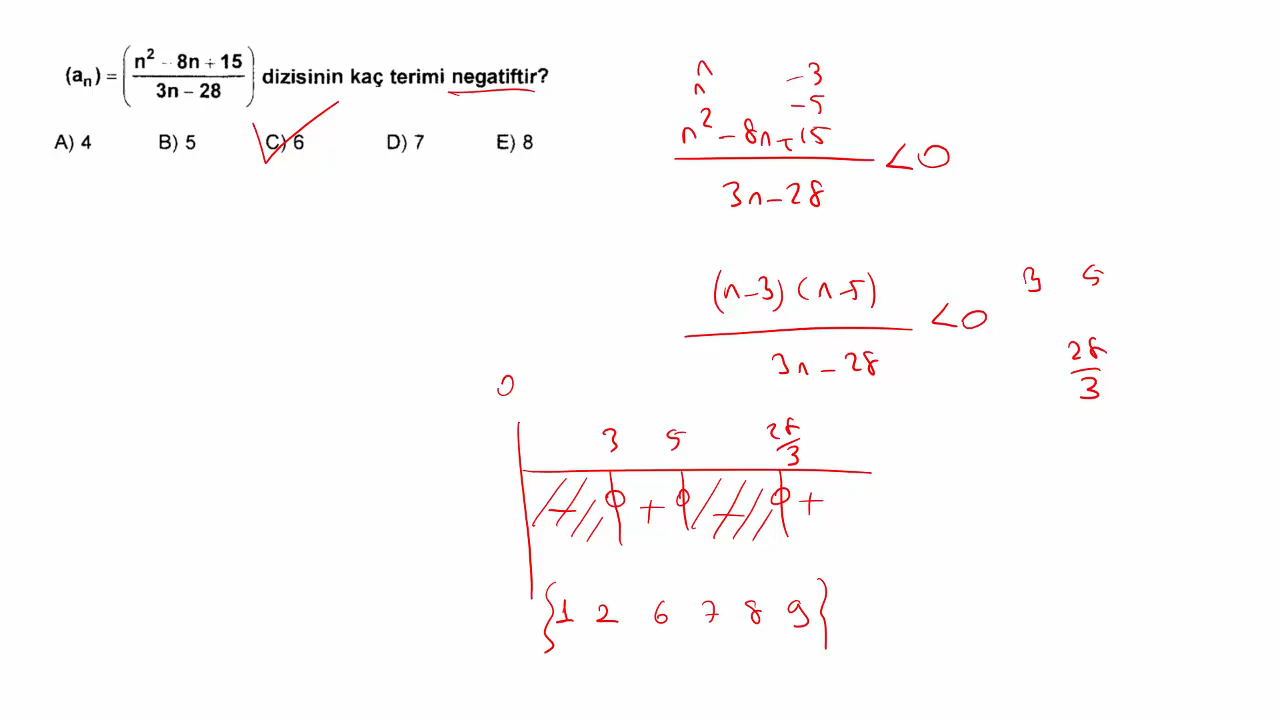 (aₙ) = ( n² - 8n + 15 / 3n - 28 ) dizisinin kaç terimi negatiftir?
A) 4 B) 5 C) 6 D) 7 E) 8
n -3
n -5
n² - 8n + 15 / 3n - 28 < 0
(n-3) (n-5) / 3n - 28 < 0
3 5
28/3
0
3 5 28/3
- + - +
{1 2 6 7 8 9}